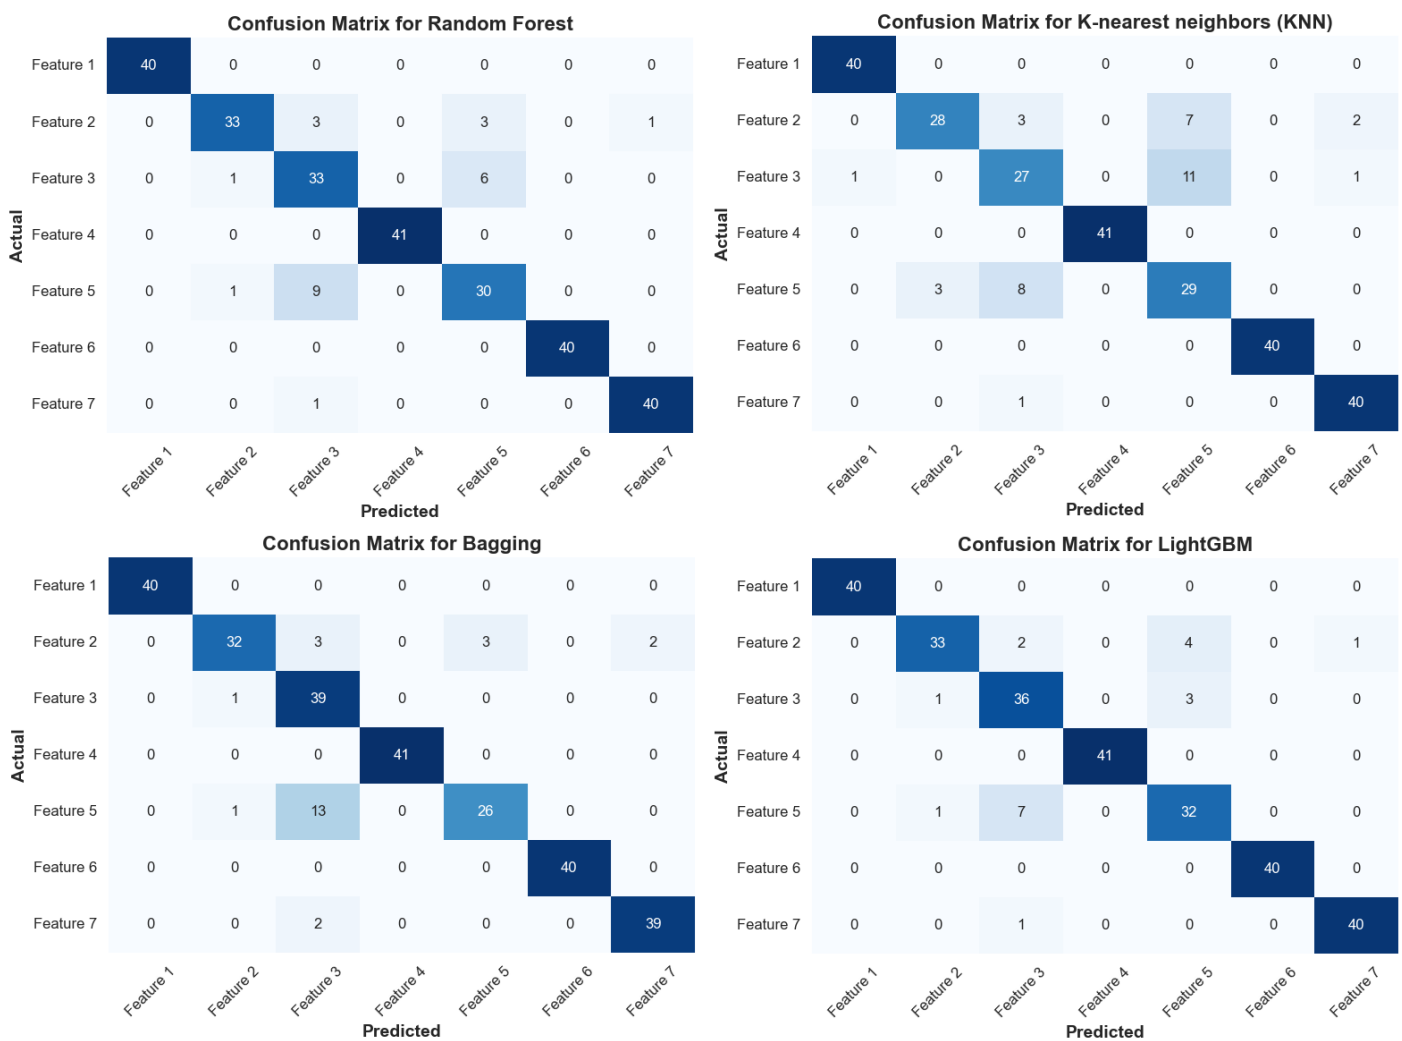 Confusion Matrix for Random Forest
Actual
Feature 1 40 0 0 0 0 0 0
Feature 2 0 33 3 0 3 0 1
Feature 3 0 1 33 0 6 0 0
Feature 4 0 0 0 41 0 0 0
Feature 5 0 1 9 0 30 0 0
Feature 6 0 0 0 0 0 40 0
Feature 7 0 0 1 0 0 0 40
Feature 1 Feature 2 Feature 3 Feature 4 Feature 5 Feature 6 Feature 7
Predicted
Confusion Matrix for K-nearest neighbors (KNN)
Actual
Feature 1 40 0 0 0 0 0 0
Feature 2 0 28 3 0 7 0 2
Feature 3 1 0 27 0 11 0 1
Feature 4 0 0 0 41 0 0 0
Feature 5 0 3 8 0 29 0 0
Feature 6 0 0 0 0 0 40 0
Feature 7 0 0 1 0 0 0 40
Feature 1 Feature 2 Feature 3 Feature 4 Feature 5 Feature 6 Feature 7
Predicted
Confusion Matrix for Bagging
Actual
Feature 1 40 0 0 0 0 0 0
Feature 2 0 32 3 0 3 0 2
Feature 3 0 1 39 0 0 0 0
Feature 4 0 0 0 41 0 0 0
Feature 5 0 1 13 0 26 0 0
Feature 6 0 0 0 0 0 40 0
Feature 7 0 0 2 0 0 0 39
Feature 1 Feature 2 Feature 3 Feature 4 Feature 5 Feature 6 Feature 7
Predicted
Confusion Matrix for LightGBM
Actual
Feature 1 40 0 0 0 0 0 0
Feature 2 0 33 2 0 4 0 1
Feature 3 0 1 36 0 3 0 0
Feature 4 0 0 0 41 0 0 0
Feature 5 0 1 7 0 32 0 0
Feature 6 0 0 0 0 0 40 0
Feature 7 0 0 1 0 0 0 40
Feature 1 Feature 2 Feature 3 Feature 4 Feature 5 Feature 6 Feature 7
Predicted